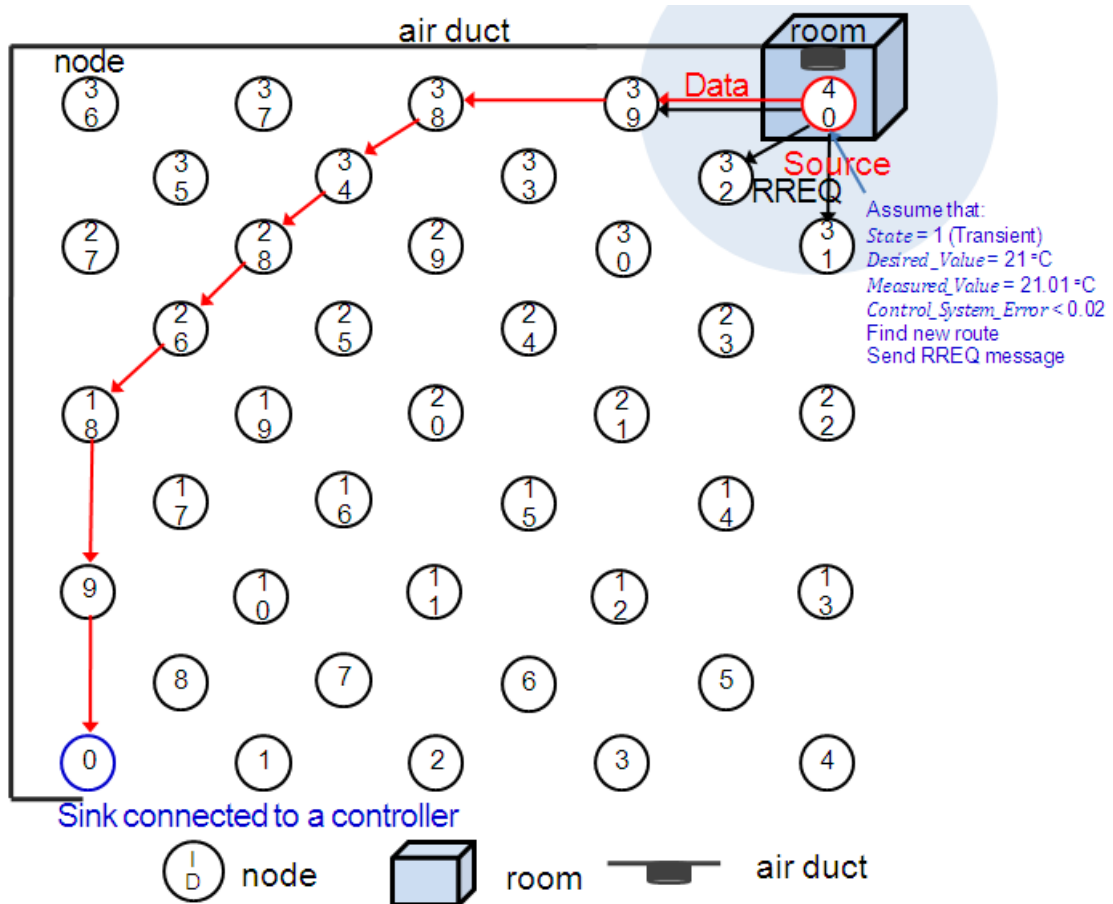 air duct
room
node
36
37
38
39
Data
40
Source
35
34
33
32
RREQ
Assume that:
State = 1 (Transient)
Desired_Value = 21 °C
Measured_Value = 21.01 °C
Control_System_Error < 0.02
Find new route
Send RREQ message
27
28
29
30
31
26
25
24
23
18
19
20
21
22
17
16
15
14
9
10
11
12
13
8
7
6
5
0
1
2
3
4
Sink connected to a controller
ID
node
room
air duct